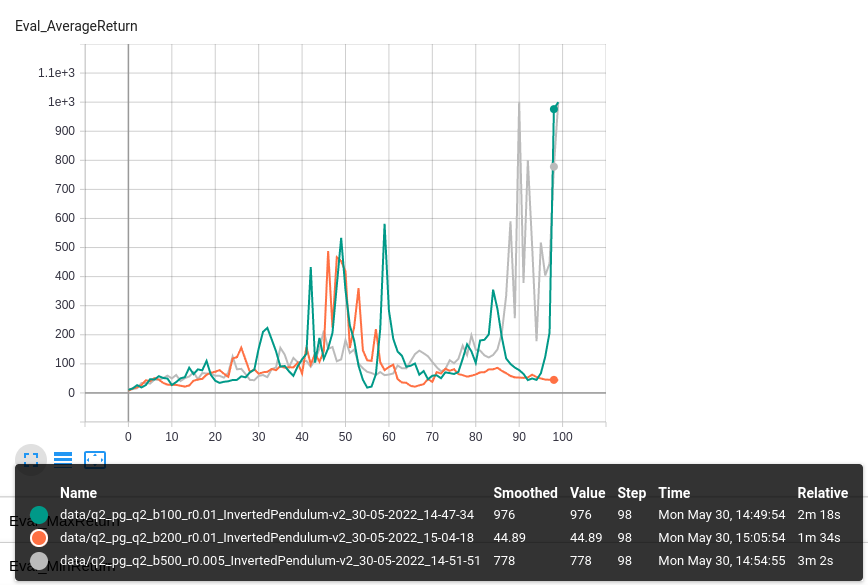 Eval_AverageReturn
1.1e+3
1e+3
900
800
700
600
500
400
300
200
100
0
0 10 20 30 40 50 60 70 80 90 100
Name Smoothed Value Step Time Relative
data/q2_pg_q2_b100_r0.01_InvertedPendulum-v2_30-05-2022_14-47-34 976 976 98 Mon May 30, 14:49:54 2m 18s
Eval_MaxReturn
data/q2_pg_q2_b200_r0.01_InvertedPendulum-v2_30-05-2022_15-04-18 44.89 44.89 98 Mon May 30, 15:05:54 1m 34s
data/q2_pg_q2_b500_r0.005_InvertedPendulum-v2_30-05-2022_14-51-51 778 778 98 Mon May 30, 14:54:55 3m 2s
Eval_MinReturn